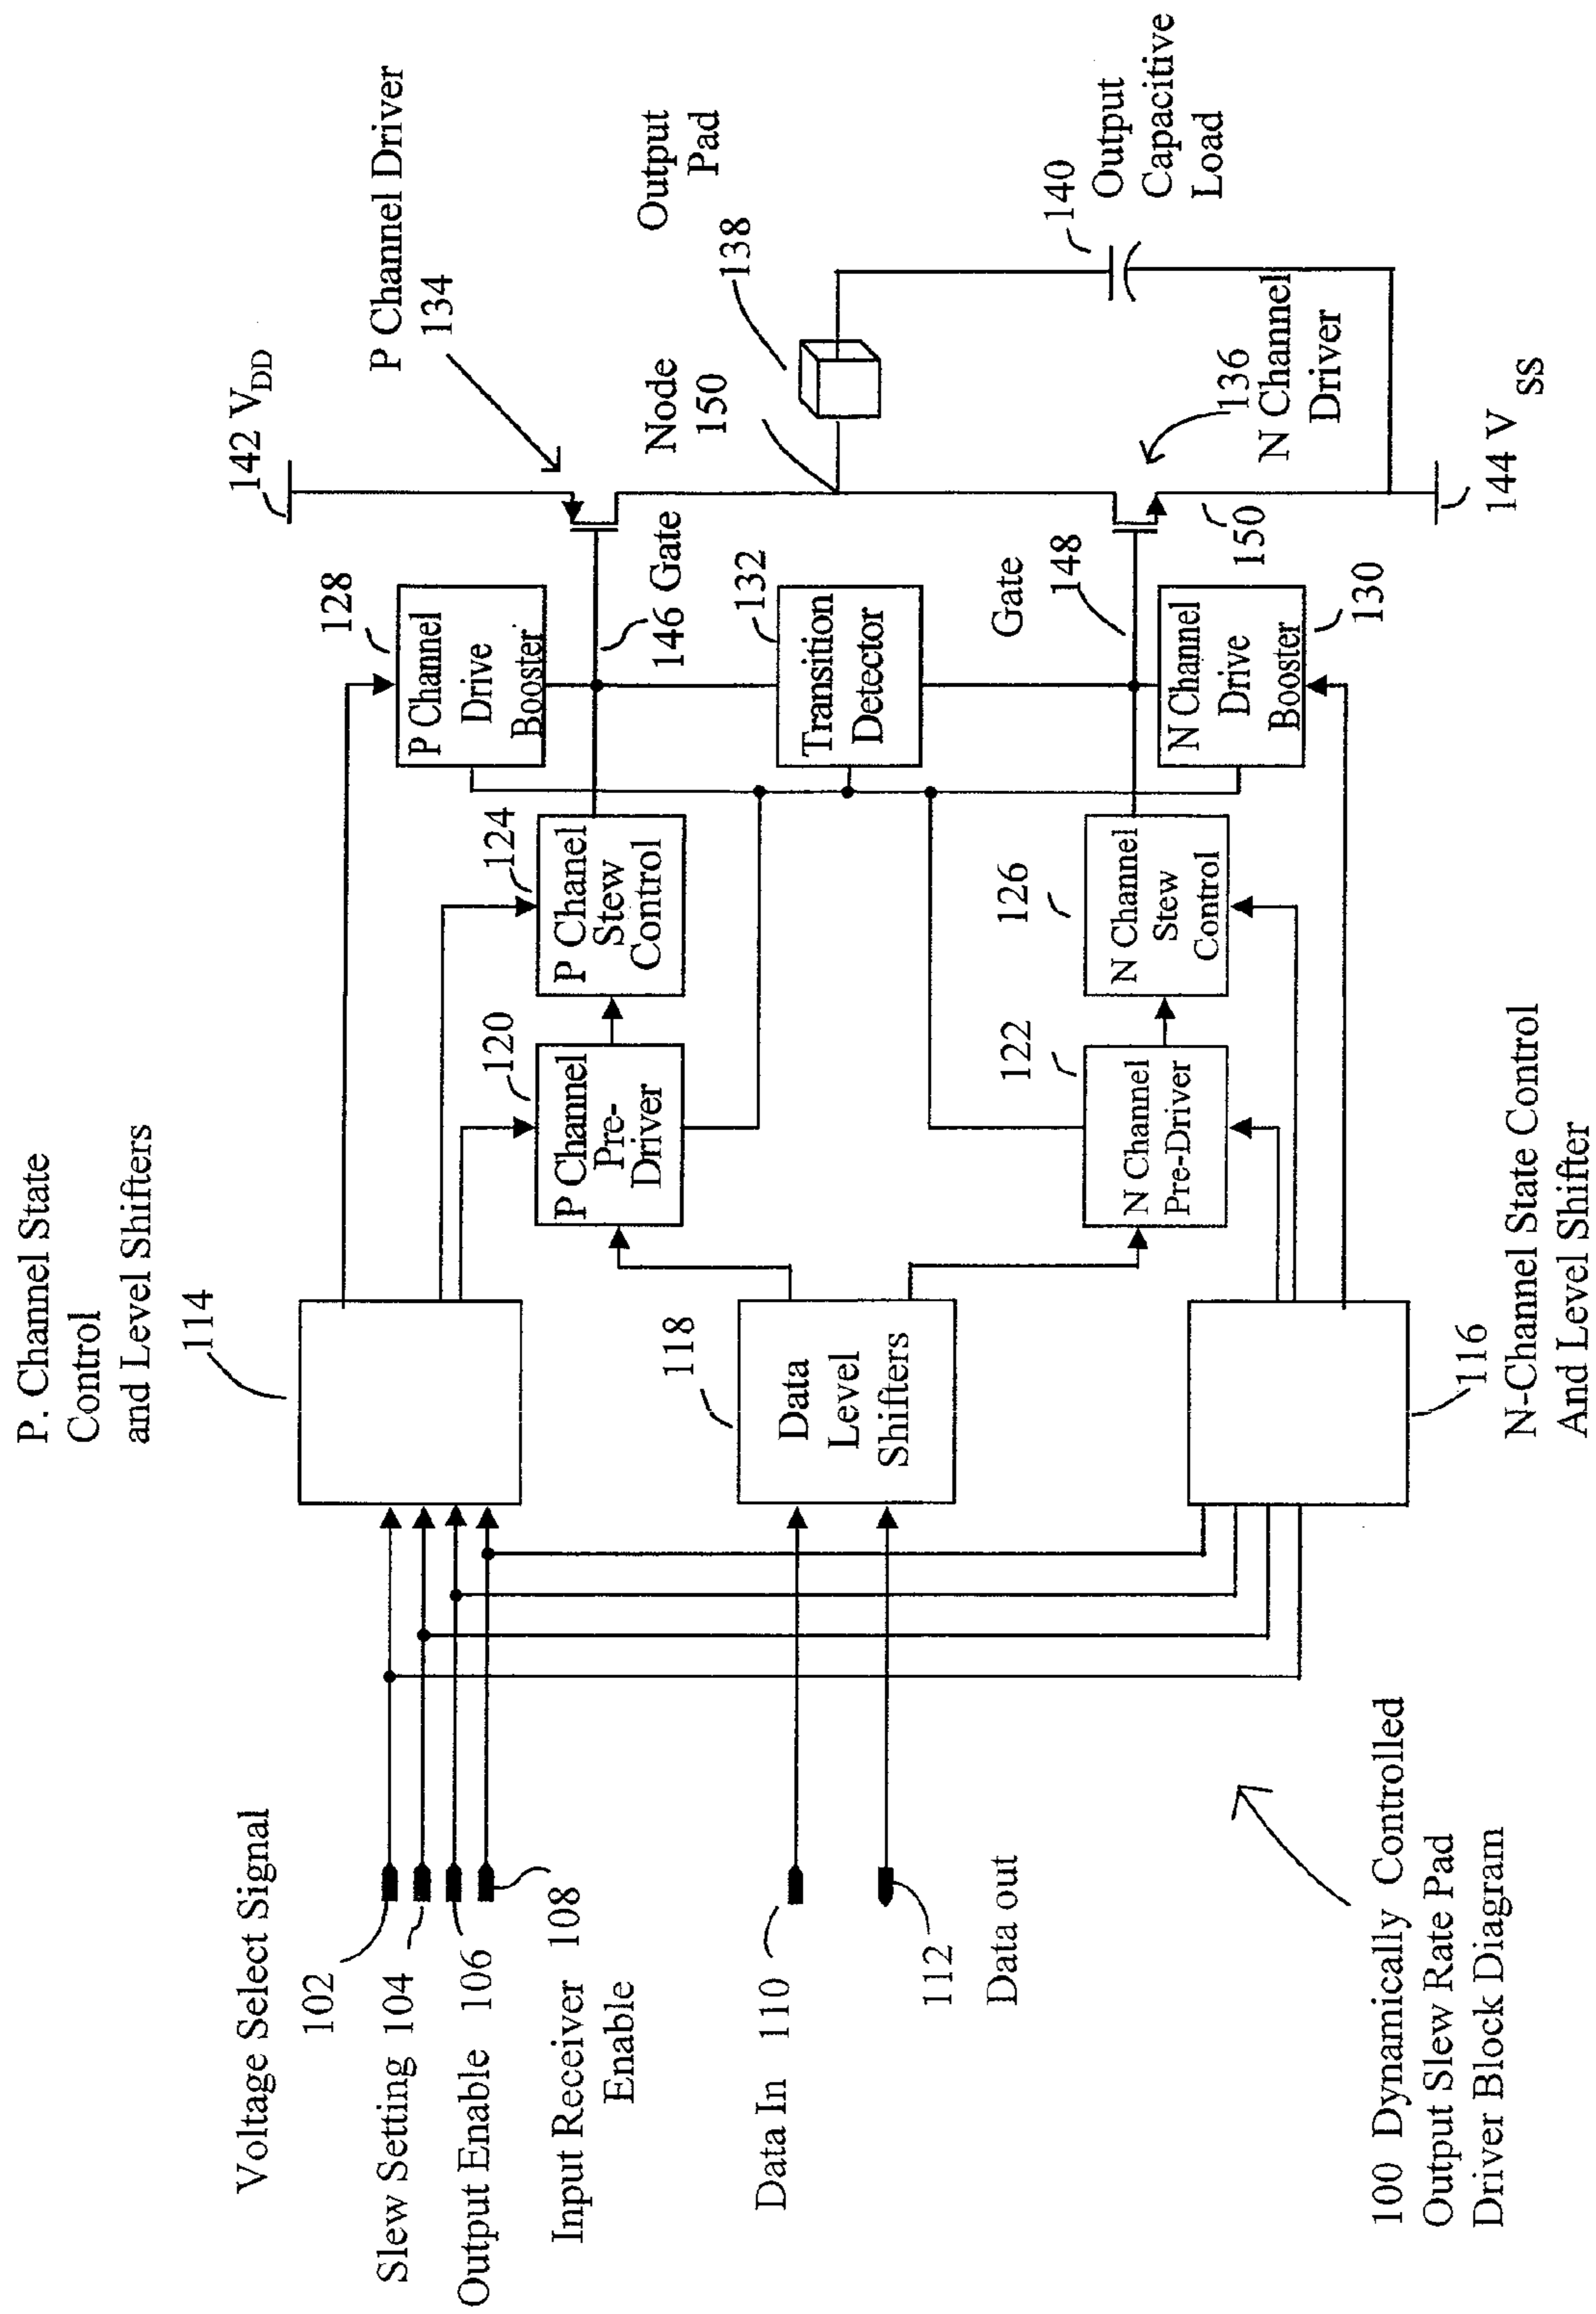 P. Channel State
Control
and Level Shifters
114
Voltage Select Signal
102
Slew Setting 104
Output Enable 106
Input Receiver 108
Enable
Data In 110
112
Data out
118
Data
Level
Shifters
120
P Channel
Pre-
Driver
124
P Channel
Stew
Control
128
P Channel
Drive
Booster
142 VDD
P Channel Driver
134
146 Gate
Node
150
Output
Pad
138
132
Transition
Detector
140
Output
Capacitive
Load
122
N Channel
Pre-Driver
126
N Channel
Stew
Control
Gate
148
N Channel
Drive
Booster
130
136
N Channel
Driver
150
144 V SS
116
N-Channel State Control
And Level Shifter
100 Dynamically Controlled
Output Slew Rate Pad
Driver Block Diagram